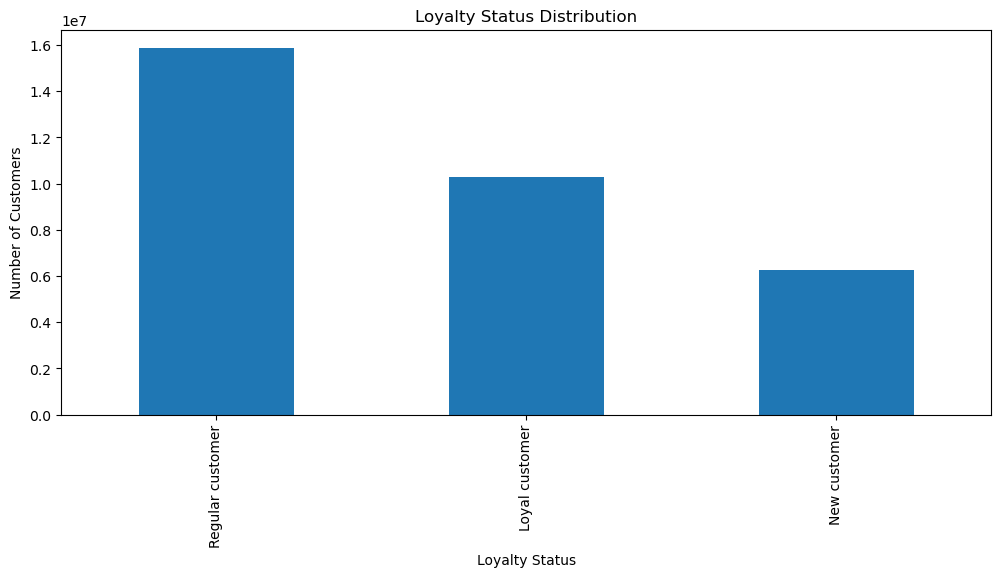 Loyalty Status Distribution
1e7
1.6
1.4
1.2
1.0
0.8
0.6
0.4
0.2
0.0
Number of Customers
Regular customer
Loyal customer
New customer
Loyalty Status